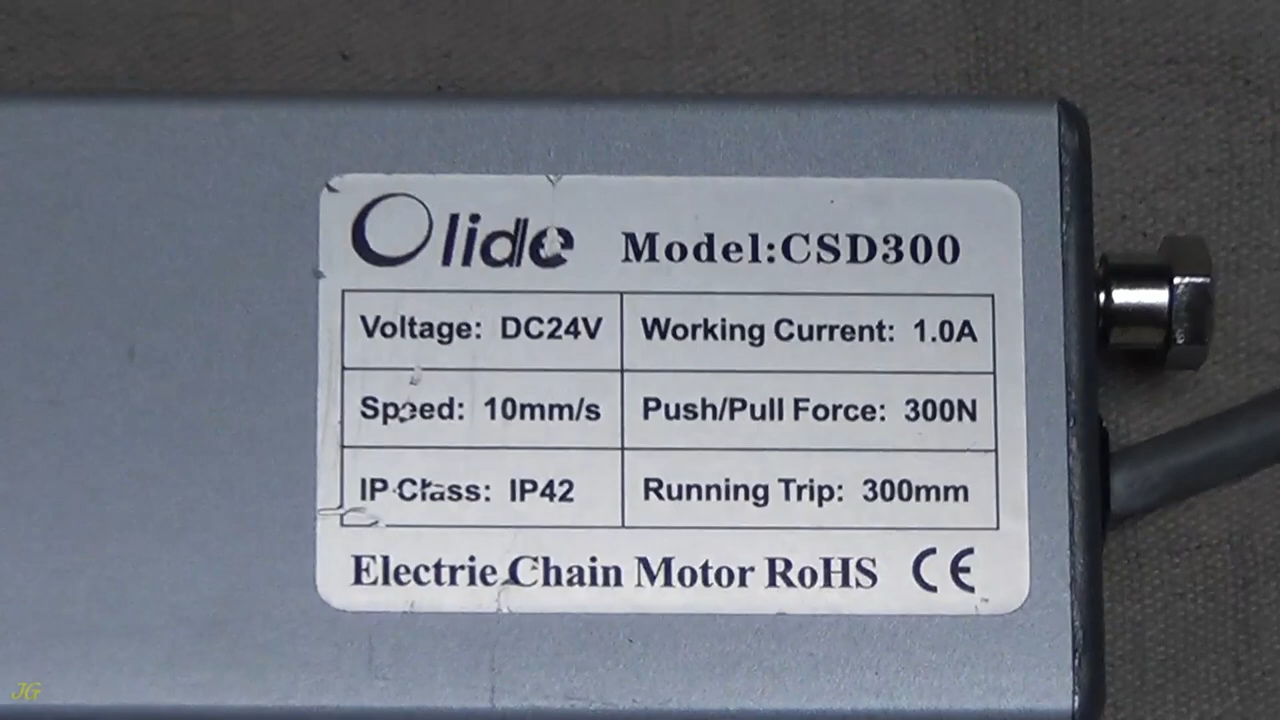 Olide Model:CSD300
Voltage: DC24V Working Current: 1.0A
Speed: 10mm/s Push/Pull Force: 300N
IP Class: IP42 Running Trip: 300mm
Electric Chain Motor RoHS CE
JG